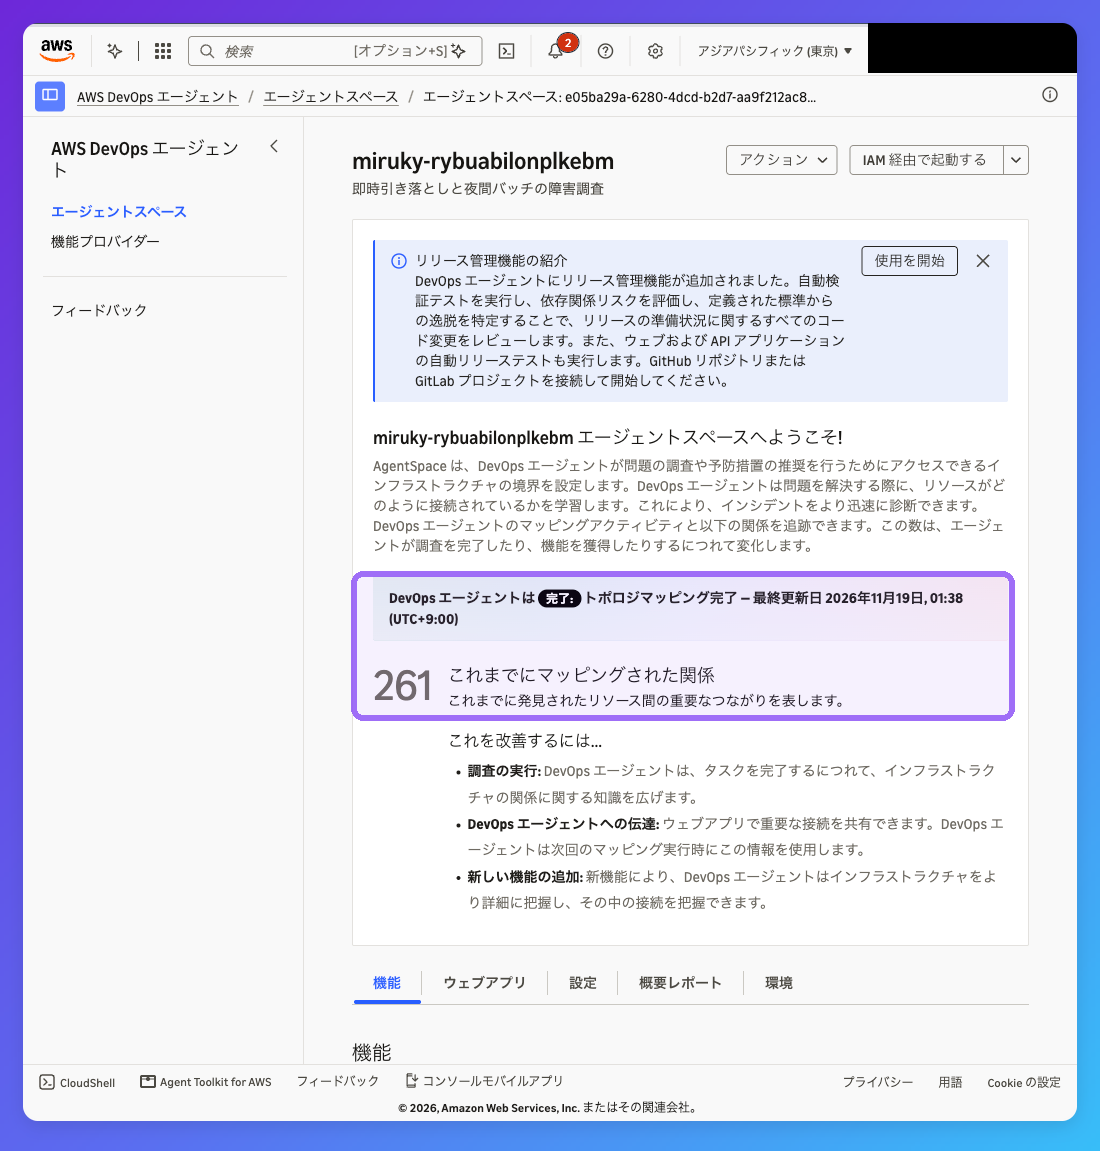 aws
検索 [オプション+S]
2
アジアパシフィック (東京) ▼
AWS DevOps エージェント / エージェントスペース / エージェントスペース: e05ba29a-6280-4dcd-b2d7-aa9f212ac8...
AWS DevOps エージェン
ト
エージェントスペース
機能プロバイダー
フィードバック
miruky-rybuabilonplkebm
即時引き落としと夜間バッチの障害調査
アクション
IAM 経由で起動する
リリース管理機能の紹介
DevOps エージェントにリリース管理機能が追加されました。自動検
証テストを実行し、依存関係リスクを評価し、定義された標準から
の逸脱を特定することで、リリースの準備状況に関するすべてのコー
ド変更をレビューします。また、ウェブおよび API アプリケーション
の自動リリーステストも実行します。GitHub リポジトリまたは
GitLab プロジェクトを接続して開始してください。
使用を開始
miruky-rybuabilonplkebm エージェントスペースへようこそ!
AgentSpace は、DevOps エージェントが問題の調査や予防措置の推奨を行うためにアクセスできるイ
ンフラストラクチャの境界を設定します。DevOps エージェントは問題を解決する際に、リソースがど
のように接続されているかを学習します。これにより、インシデントをより迅速に診断できます。
DevOps エージェントのマッピングアクティビティと以下の関係を追跡できます。この数は、エージェ
ントが調査を完了したり、機能を獲得したりするにつれて変化します。
DevOps エージェントは 完了: トポロジマッピング完了 – 最終更新日 2026年11月19日, 01:38
(UTC+9:00)
261
これまでにマッピングされた関係
これまでに発見されたリソース間の重要なつながりを表します。
これを改善するには...
• 調査の実行: DevOps エージェントは、タスクを完了するにつれて、インフラストラク
チャの関係に関する知識を広げます。
• DevOps エージェントへの伝達: ウェブアプリで重要な接続を共有できます。DevOps エ
ージェントは次回のマッピング実行時にこの情報を使用します。
• 新しい機能の追加: 新機能により、DevOps エージェントはインフラストラクチャをよ
り詳細に把握し、その中の接続を把握できます。
機能
ウェブアプリ
設定
概要レポート
環境
機能
CloudShell
Agent Toolkit for AWS
フィードバック
コンソールモバイルアプリ
プライバシー
用語
Cookie の設定
© 2026, Amazon Web Services, Inc. またはその関連会社。